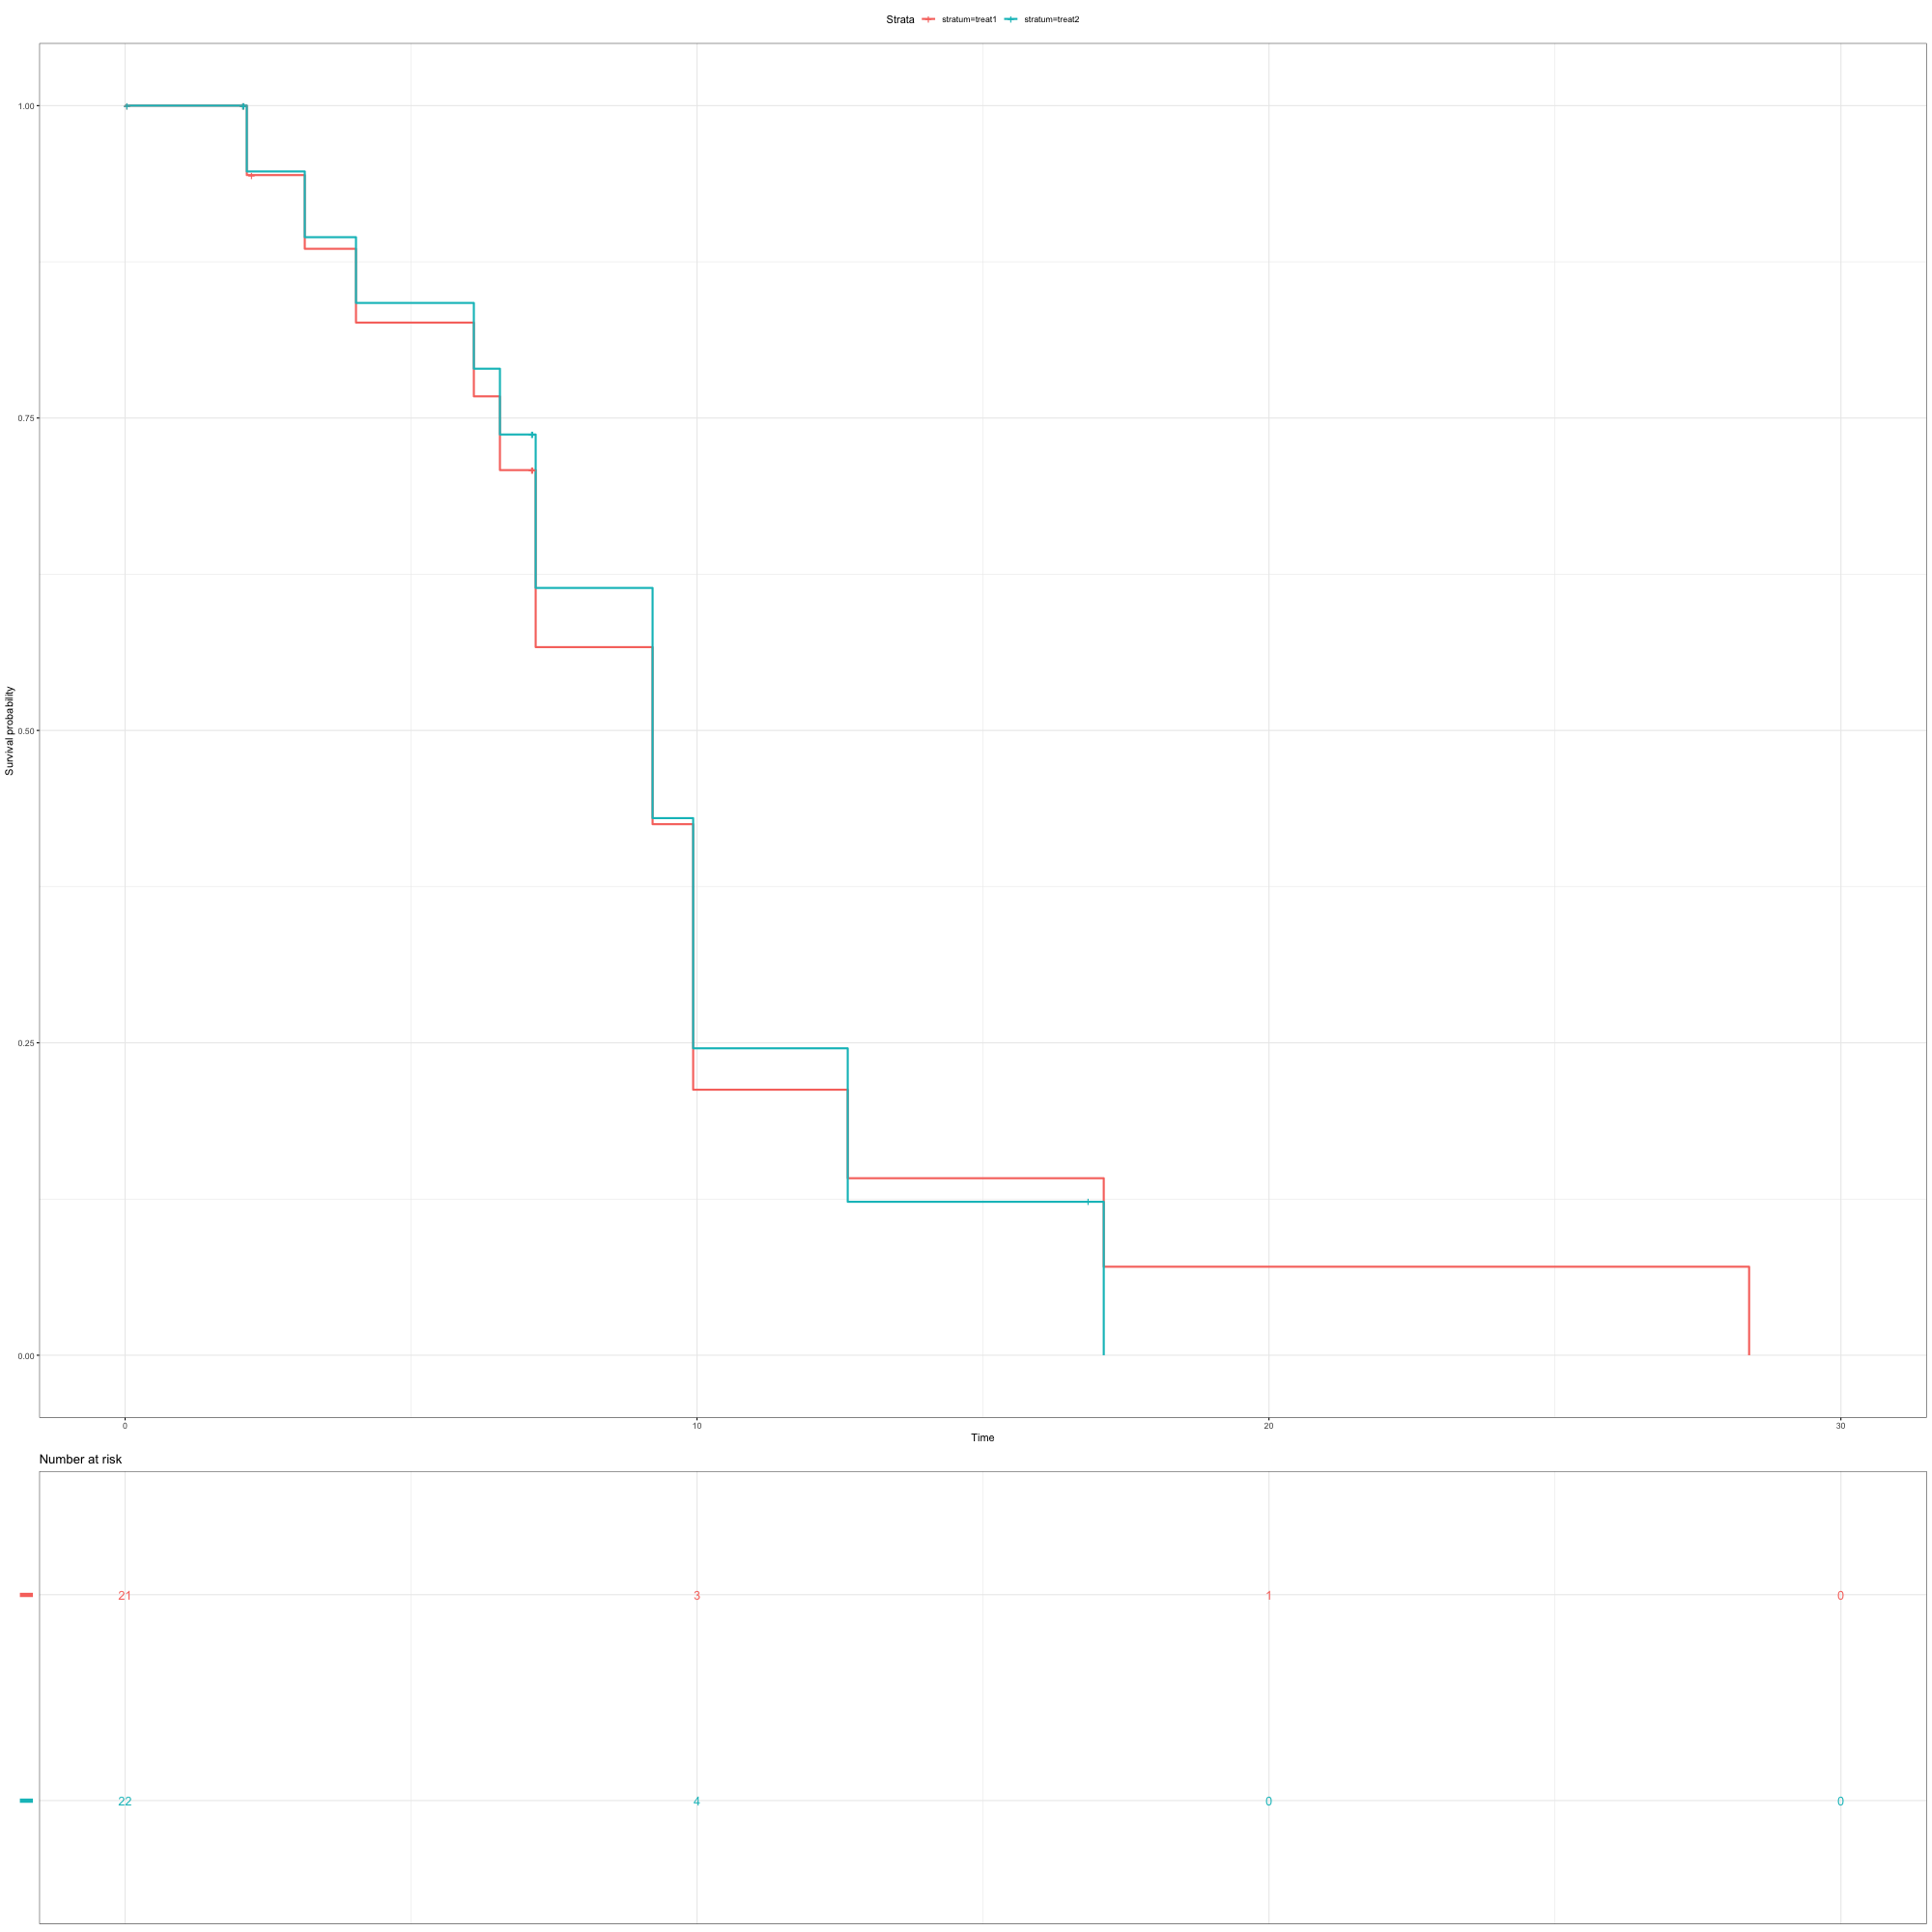 Strata stratum=treat1 stratum=treat2
1.00
0.75
0.50
0.25
0.00
Survival probability
0 10 20 30
Time
Number at risk
21 3 1 0
22 4 0 0